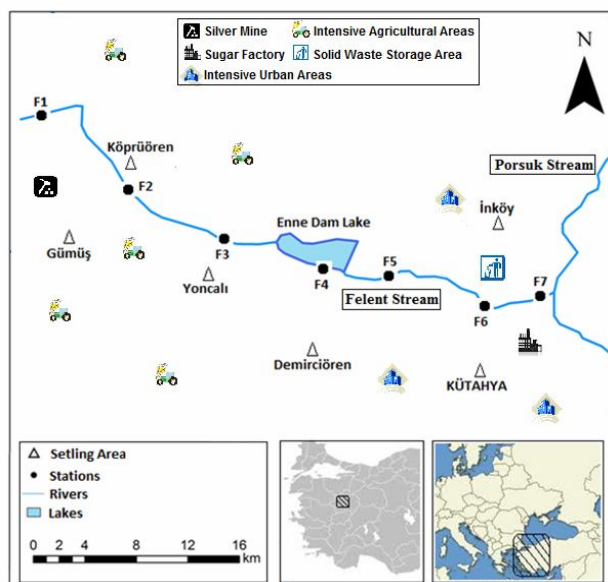 Silver Mine
Intensive Agricultural Areas
Sugar Factory
Solid Waste Storage Area
Intensive Urban Areas
N
F1
Köprüören
Porsuk Stream
F2
İnköy
Enne Dam Lake
Gümüş
F3
Yoncalı
F4
F5
F7
Felent Stream
F6
Demirciören
KÜTAHYA
Setling Area
Stations
Rivers
Lakes
0 2 4 8 12 16
km